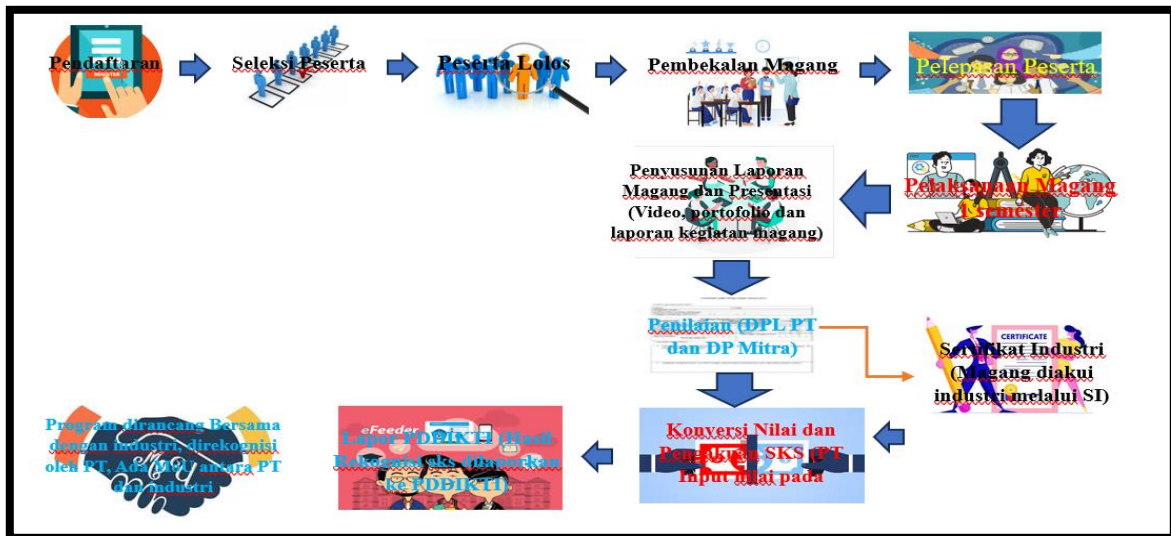 Pendaftaran
Seleksi Peserta
Peserta Lolos
Pembekalan Magang
Pelepasan Peserta
Pelaksanaan Magang
1 semester
Penyusunan Laporan
Magang dan Presentasi
(Video, portofolio dan
laporan kegiatan magang)
Penilaian (DPL PT
dan DP Mitra)
CERTIFICATE
Sertifikat Industri
(Magang diakui
industri melalui SI)
Konversi Nilai dan
Pengakuan SKS (PT
Input nilai pada
eFeeder
Lapor PDDIKTI (Hasil
Rekognisi sks dilaporkan
ke PDDIKTI)
Program dirancang Bersama
dengan industri, direkognisi
oleh PT, Ada MoU antara PT
dan industri